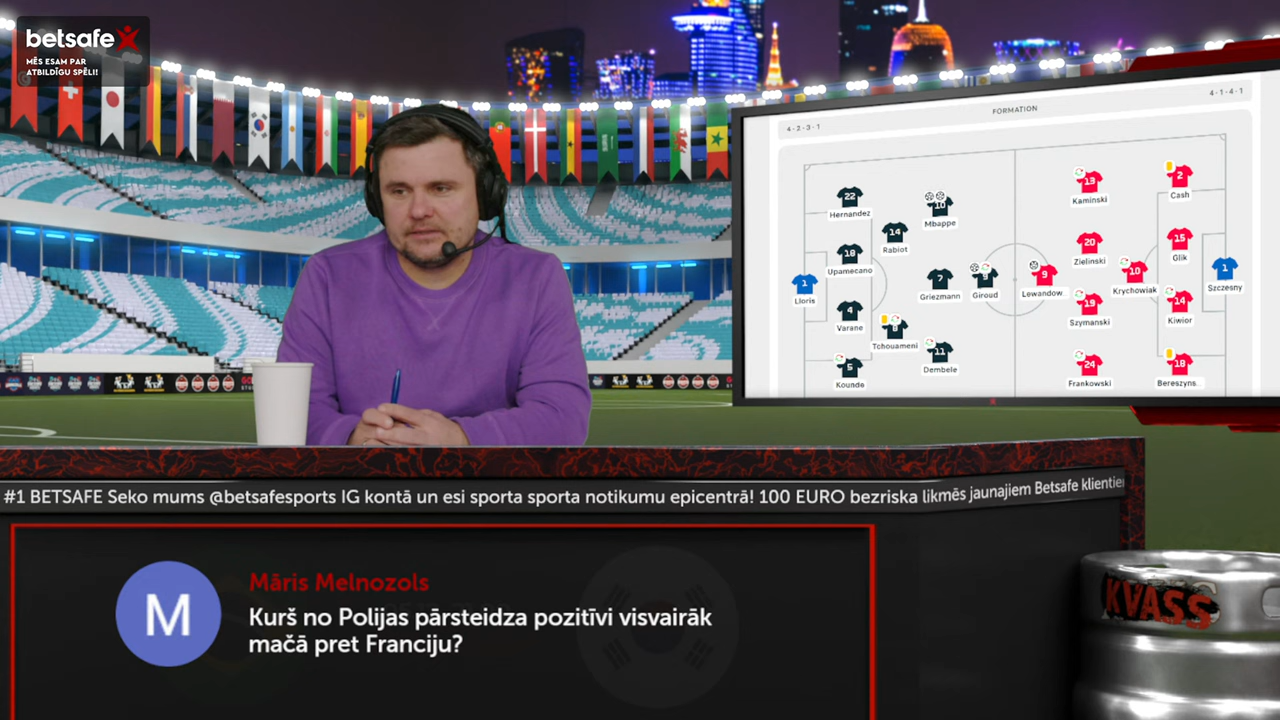 betsafe
MĒS ESAM PAR
ATBILDĪGU SPĒLI!
FORMATION
4-2-3-1
4-1-4-1
22
Hernandez
10
Mbappe
13
Kaminski
2
Cash
14
Rabiot
18
Upamecano
20
Zielinski
15
Glik
1
Lloris
7
Griezmann
Giroud
9
Lewandow...
10
Krychowiak
1
Szczesny
4
Varane
19
Szymanski
14
Kiwior
Tchouameni
5
Kounde
11
Dembele
24
Frankowski
18
Bereszyns...
#1 BETSAFE Seko mums @betsafesports IG kontā un esi sporta sporta notikumu epicentrā! 100 EURO bezriska likmēs jaunajiem Betsafe klientie
M
Māris Melnozols
Kurš no Polijas pārsteidza pozitīvi visvairāk
mačā pret Franciju?
KVASS